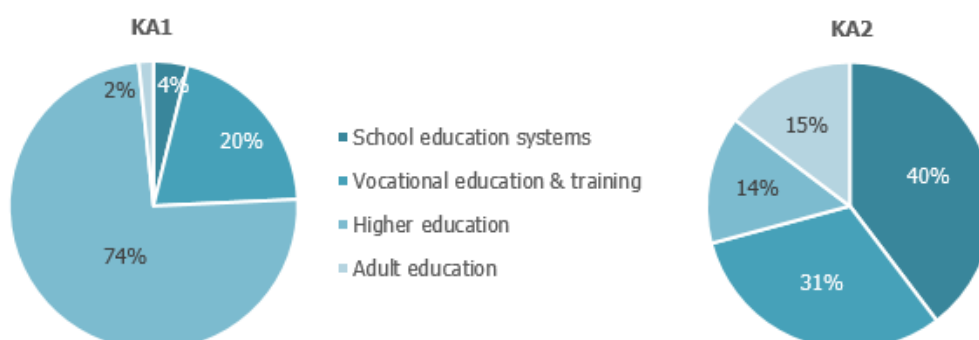 KA1
2%
4%
20%
74%
School education systems
Vocational education & training
Higher education
Adult education
KA2
15%
40%
14%
31%